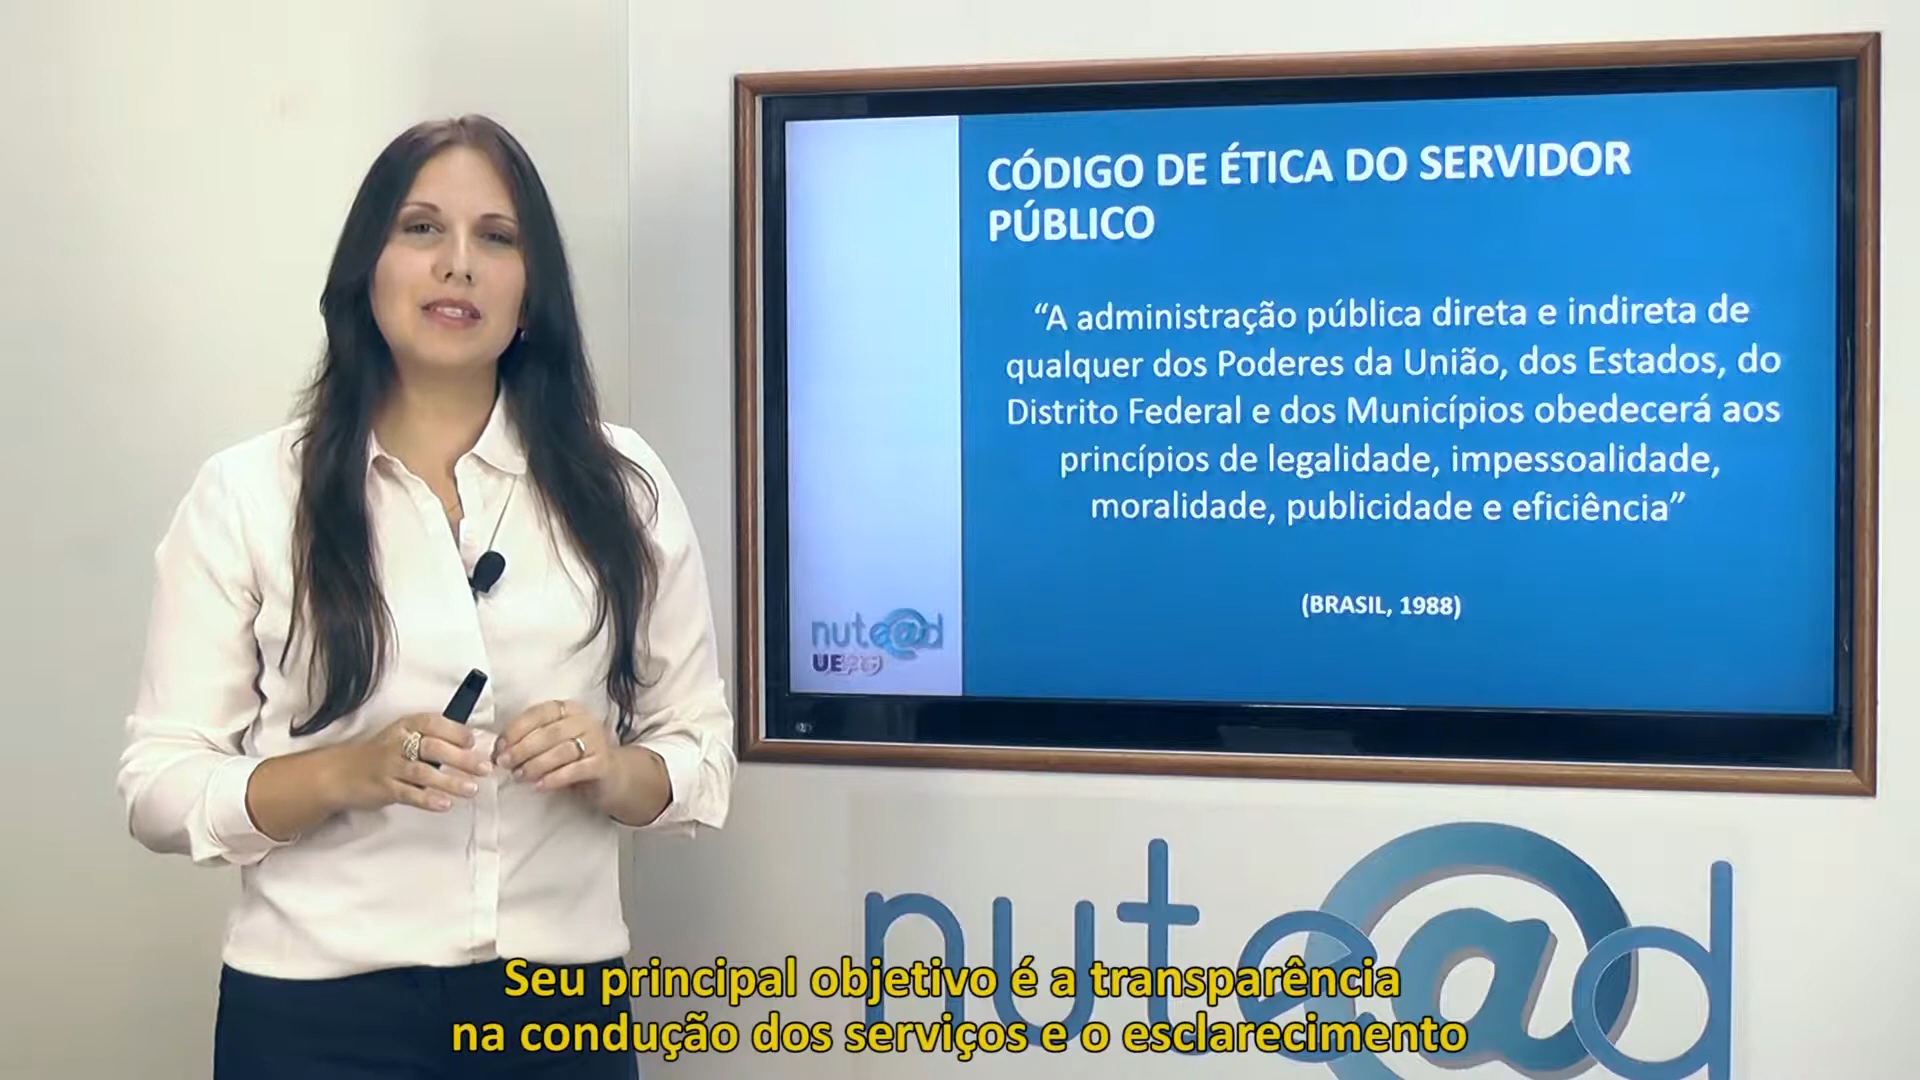 CÓDIGO DE ÉTICA DO SERVIDOR
PÚBLICO
“A administração pública direta e indireta de
qualquer dos Poderes da União, dos Estados, do
Distrito Federal e dos Municípios obedecerá aos
princípios de legalidade, impessoalidade,
moralidade, publicidade e eficiência”
(BRASIL, 1988)
nute@d
nute@d
Seu principal objetivo é a transparência
na condução dos serviços e o esclarecimento